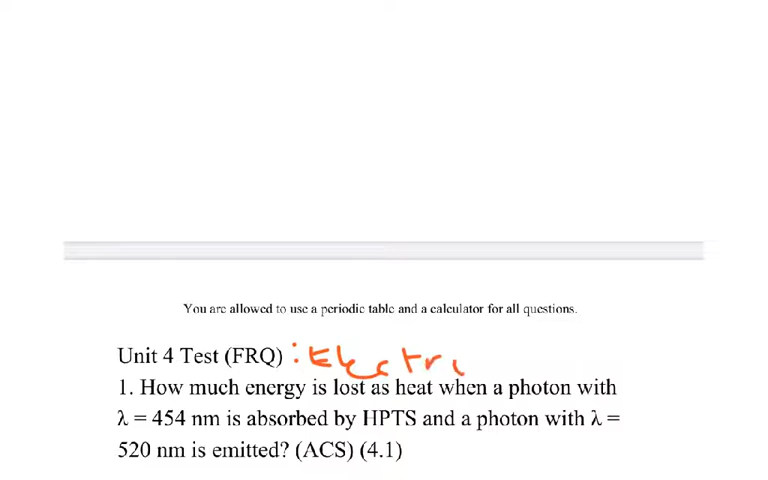 You are allowed to use a periodic table and a calculator for all questions.
Unit 4 Test (FRQ) : Electr
1. How much energy is lost as heat when a photon with
λ = 454 nm is absorbed by HPTS and a photon with λ =
520 nm is emitted? (ACS) (4.1)